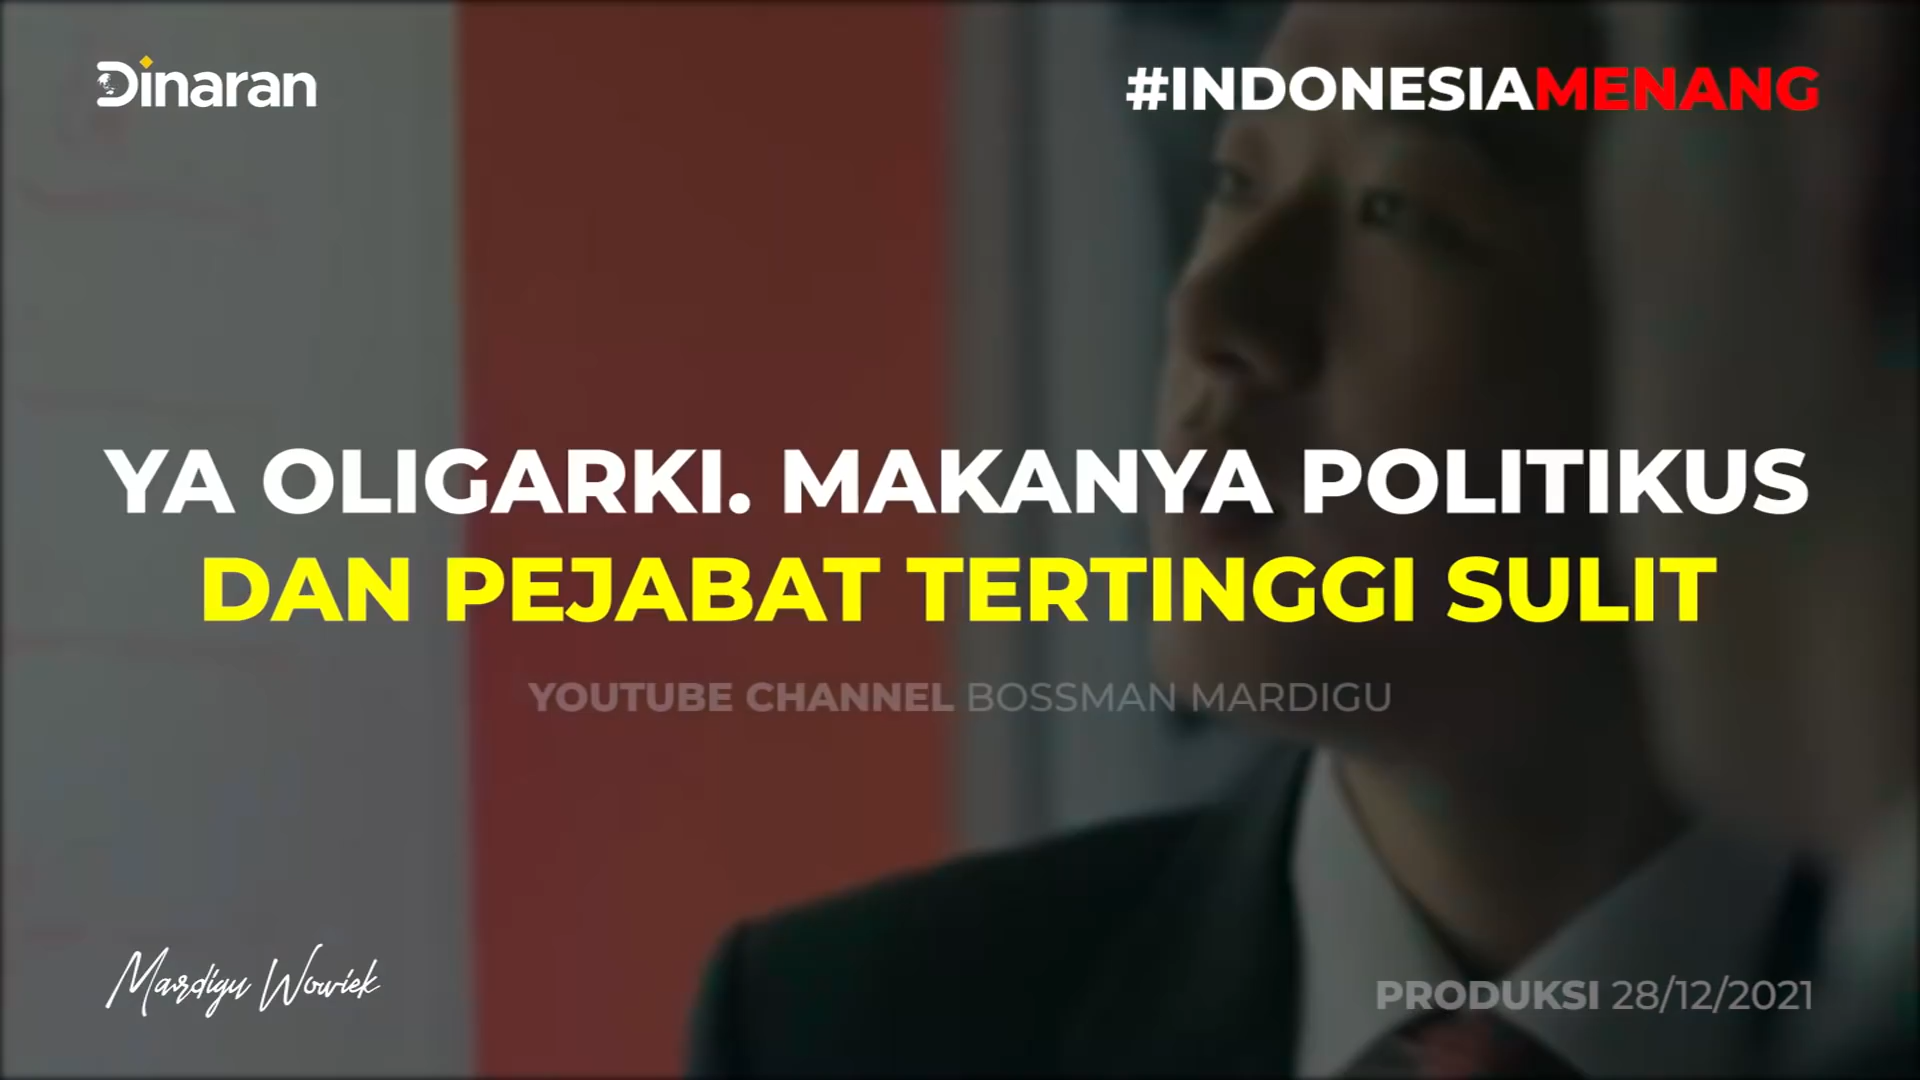 Dinaran
#INDONESIAMENANG
YA OLIGARKI. MAKANYA POLITIKUS
DAN PEJABAT TERTINGGI SULIT
YOUTUBE CHANNEL BOSSMAN MARDIGU
Mardigu Wowiek
PRODUKSI 28/12/2021